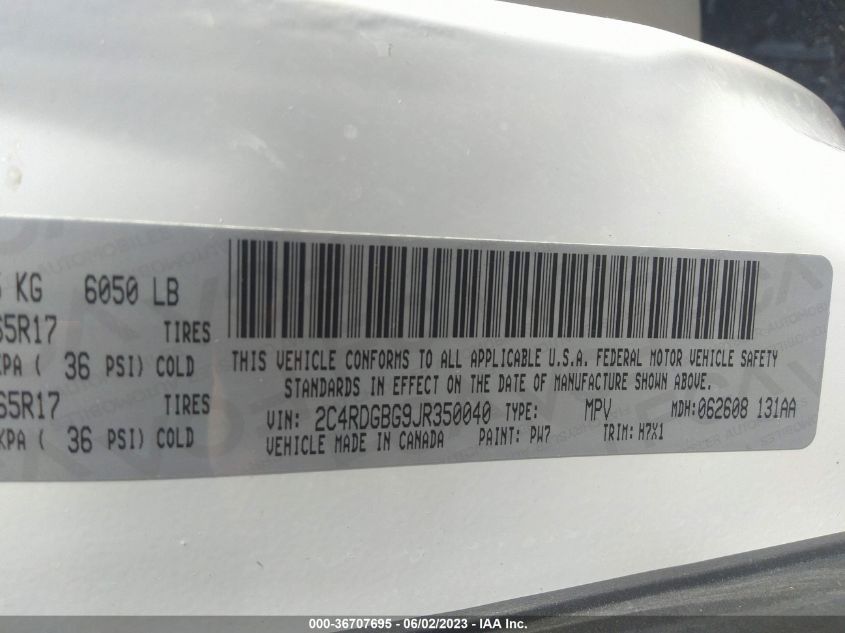 KG 6050 LB
65R17 TIRES
KPA ( 36 PSI) COLD
65R17 TIRES
KPA ( 36 PSI) COLD
THIS VEHICLE CONFORMS TO ALL APPLICABLE U.S.A. FEDERAL MOTOR VEHICLE SAFETY
STANDARDS IN EFFECT ON THE DATE OF MANUFACTURE SHOWN ABOVE.
VIN: 2C4RDGBG9JR350040 TYPE: MPV MDH: 062608 131AA
VEHICLE MADE IN CANADA PAINT: PW7 TRIM: H7X1
000-36707695 - 06/02/2023 - IAA Inc.